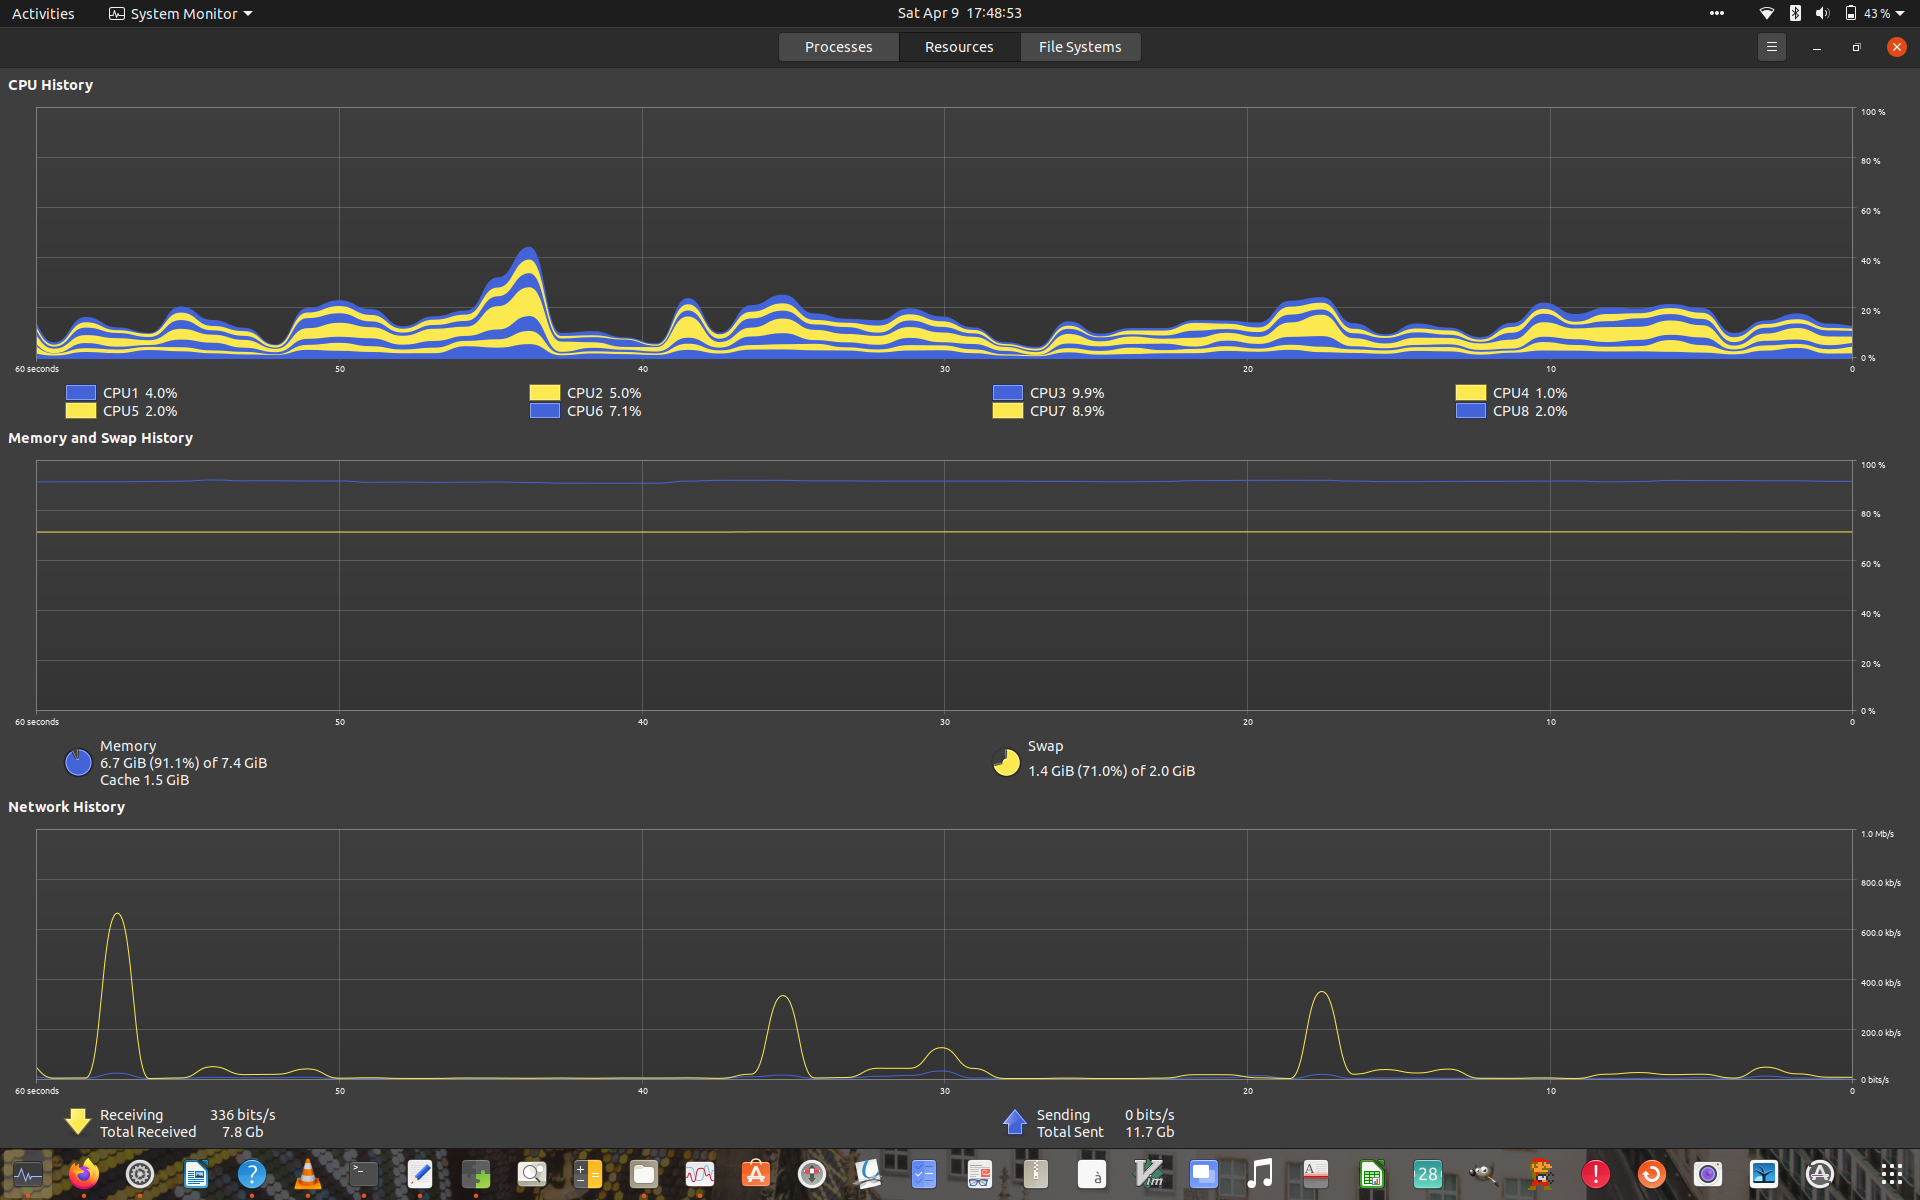 Activities System Monitor Sat Apr 9 17:48:53 43 %
Processes Resources File Systems
CPU History
100 %
80 %
60 %
40 %
20 %
0 %
60 seconds 50 40 30 20 10 0
CPU1 4.0% CPU2 5.0% CPU3 9.9% CPU4 1.0%
CPU5 2.0% CPU6 7.1% CPU7 8.9% CPU8 2.0%
Memory and Swap History
100 %
80 %
60 %
40 %
20 %
0 %
60 seconds 50 40 30 20 10 0
Memory Swap
6.7 GiB (91.1%) of 7.4 GiB 1.4 GiB (71.0%) of 2.0 GiB
Cache 1.5 GiB
Network History
1.0 Mb/s
800.0 kb/s
600.0 kb/s
400.0 kb/s
200.0 kb/s
0 bits/s
60 seconds 50 40 30 20 10 0
Receiving 336 bits/s Sending 0 bits/s
Total Received 7.8 Gb Total Sent 11.7 Gb
? >_ à Vim A 28 !